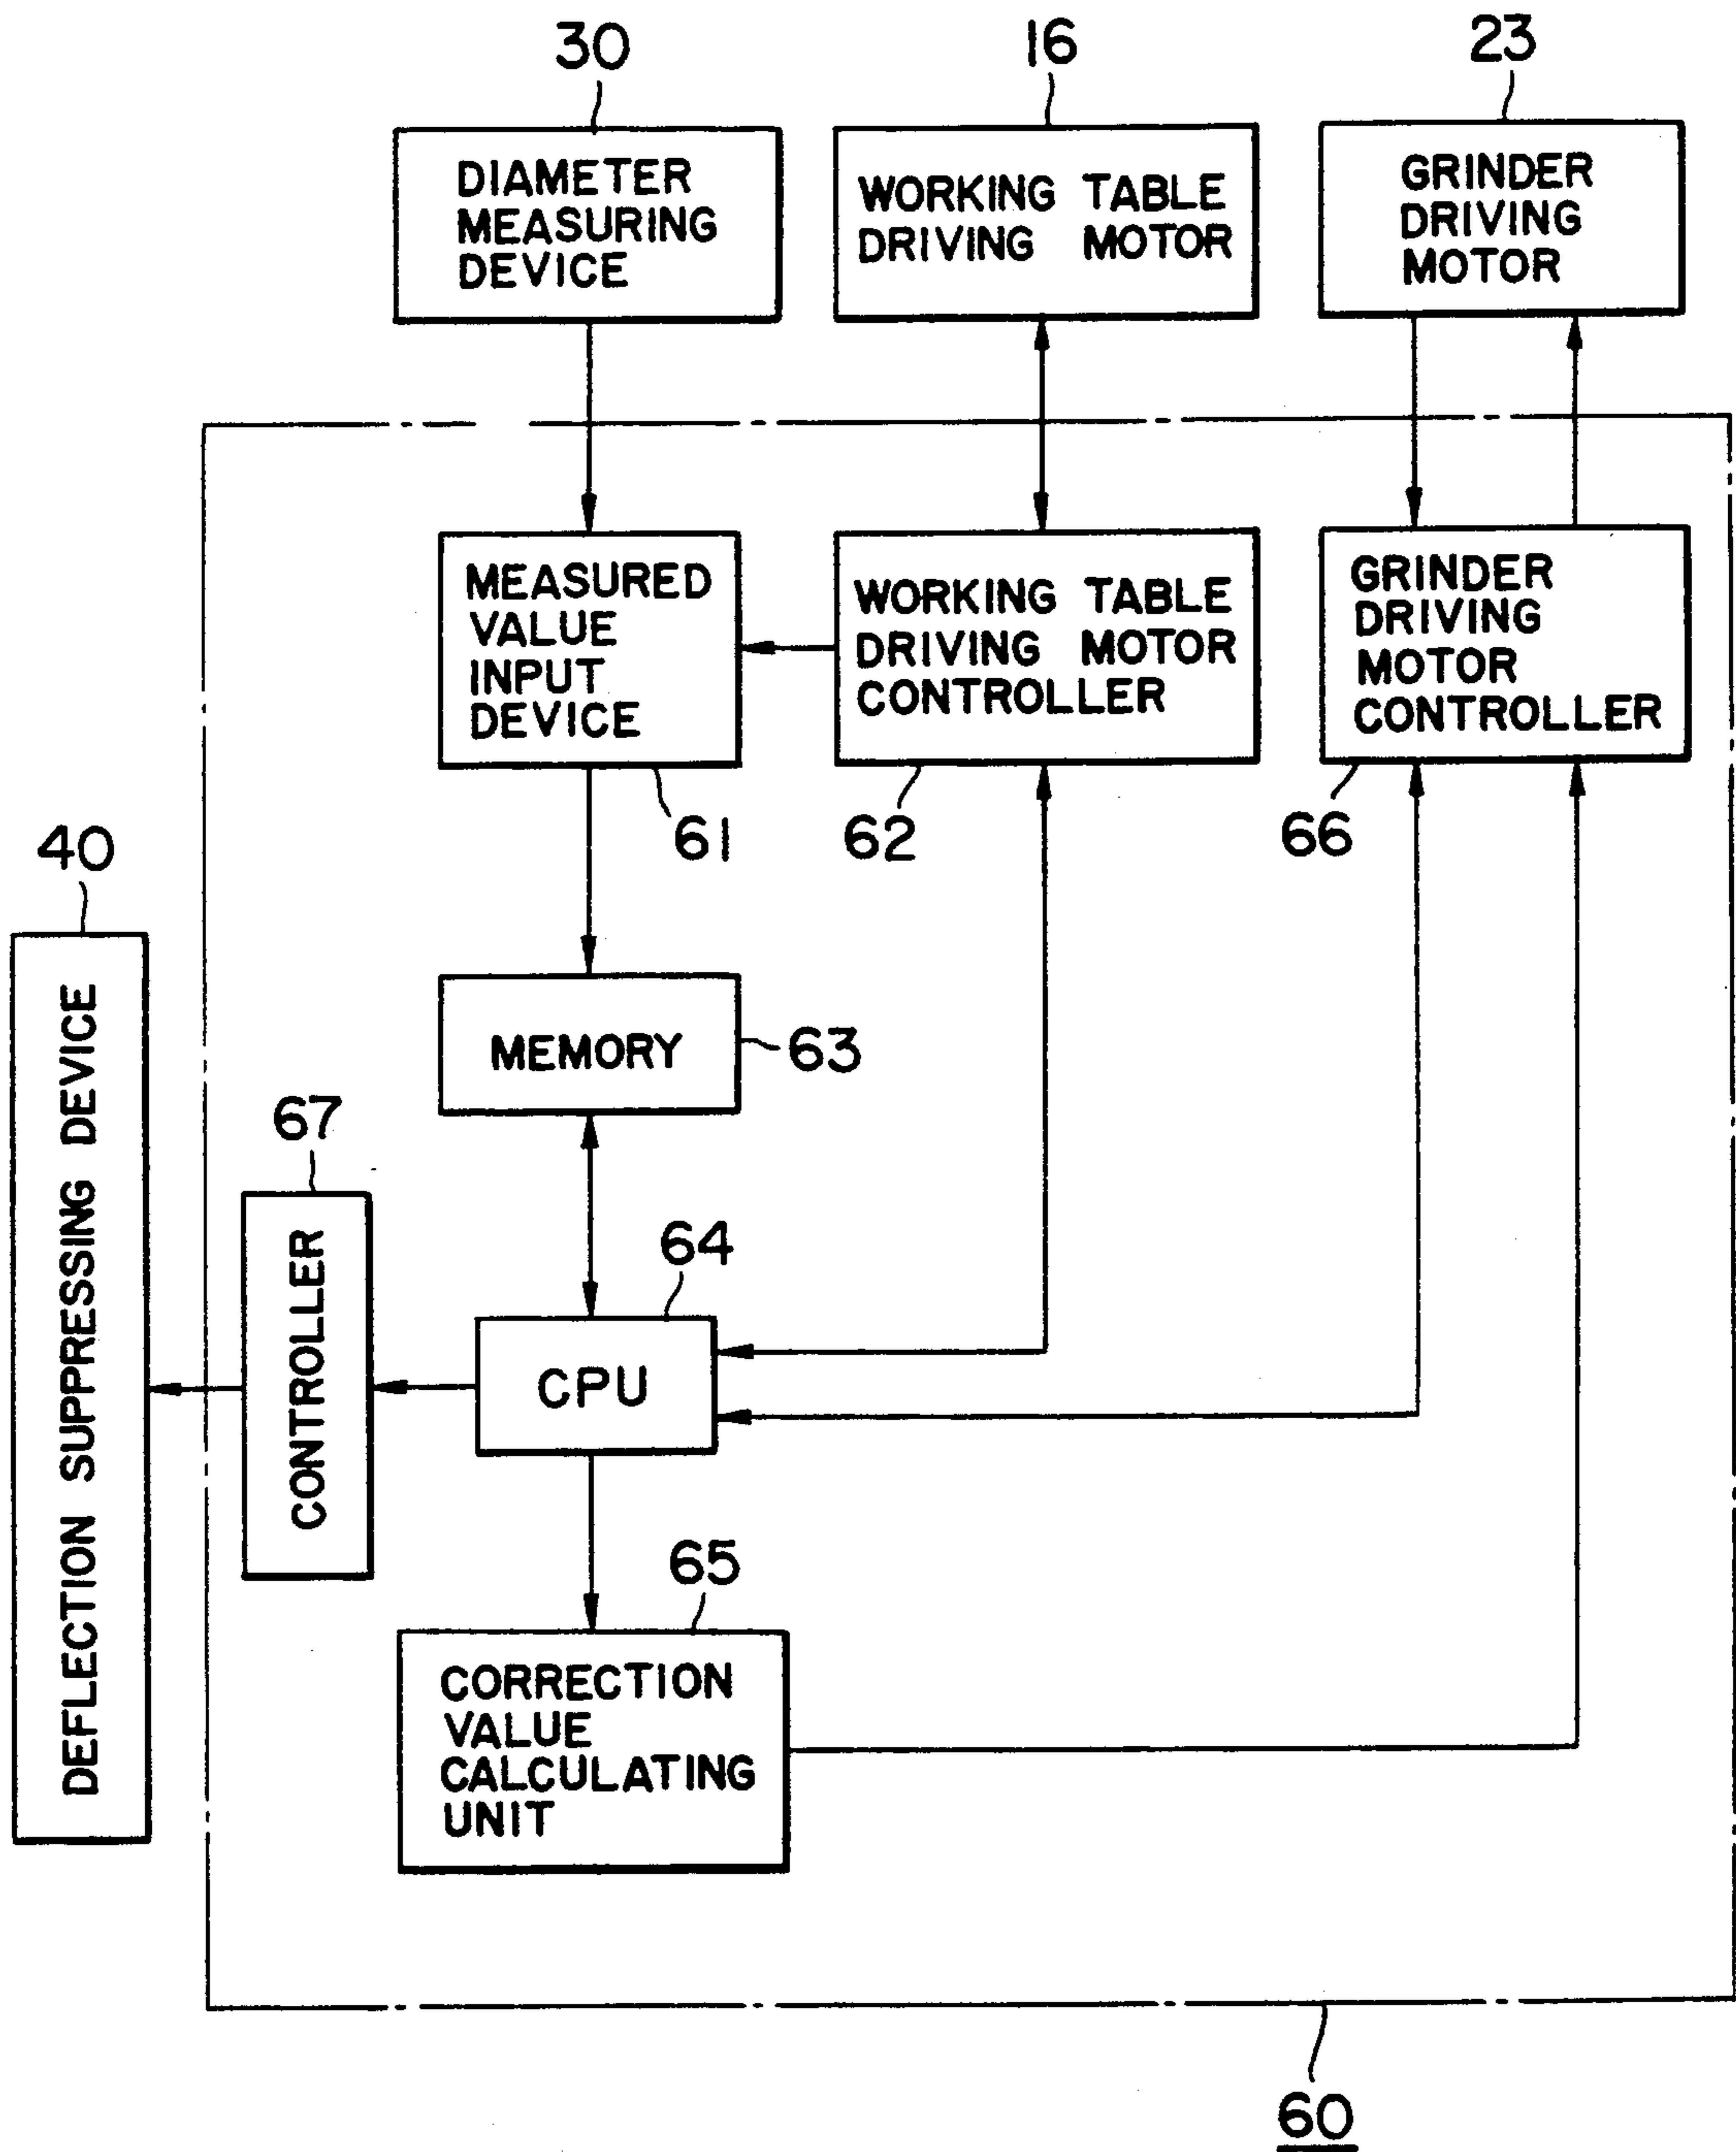 30
16
23
DIAMETER
MEASURING
DEVICE
WORKING TABLE
DRIVING MOTOR
GRINDER
DRIVING
MOTOR
MEASURED
VALUE
INPUT
DEVICE
WORKING TABLE
DRIVING MOTOR
CONTROLLER
GRINDER
DRIVING
MOTOR
CONTROLLER
61
62
66
40
DEFLECTION SUPPRESSING DEVICE
MEMORY
63
67
CONTROLLER
64
CPU
65
CORRECTION
VALUE
CALCULATING
UNIT
60